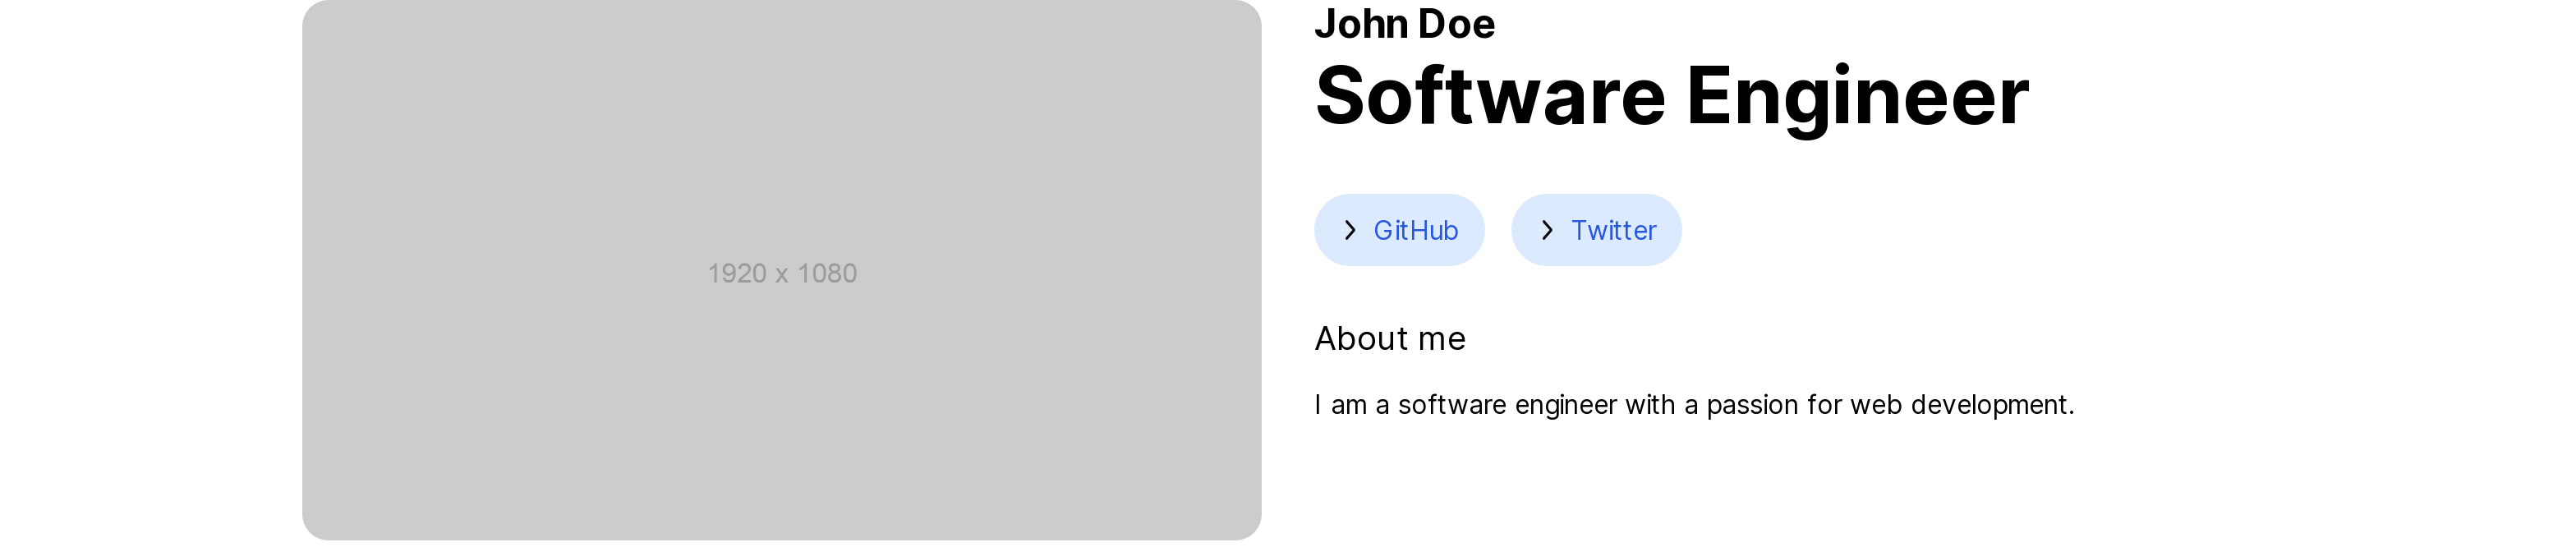 1920 x 1080
John Doe
Software Engineer
GitHub
Twitter
About me
I am a software engineer with a passion for web development.